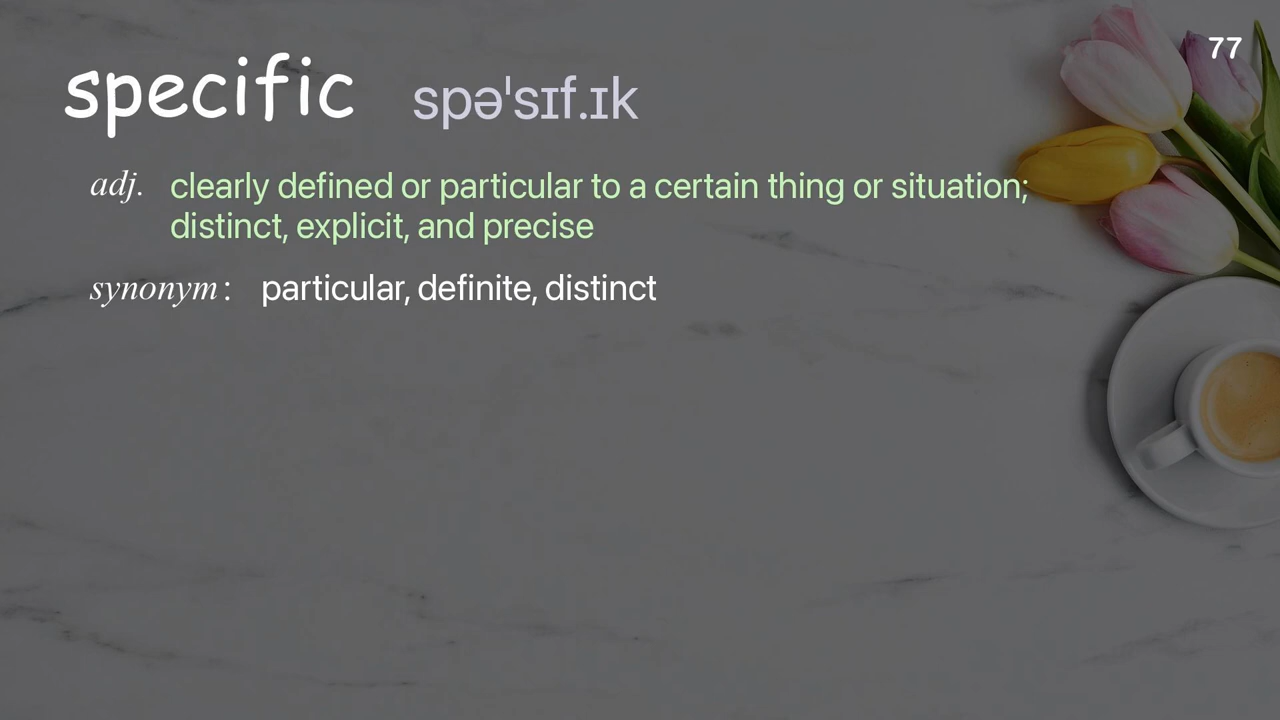 77
specific spəˈsɪf.ɪk
adj. clearly defined or particular to a certain thing or situation;
distinct, explicit, and precise
synonym: particular, definite, distinct